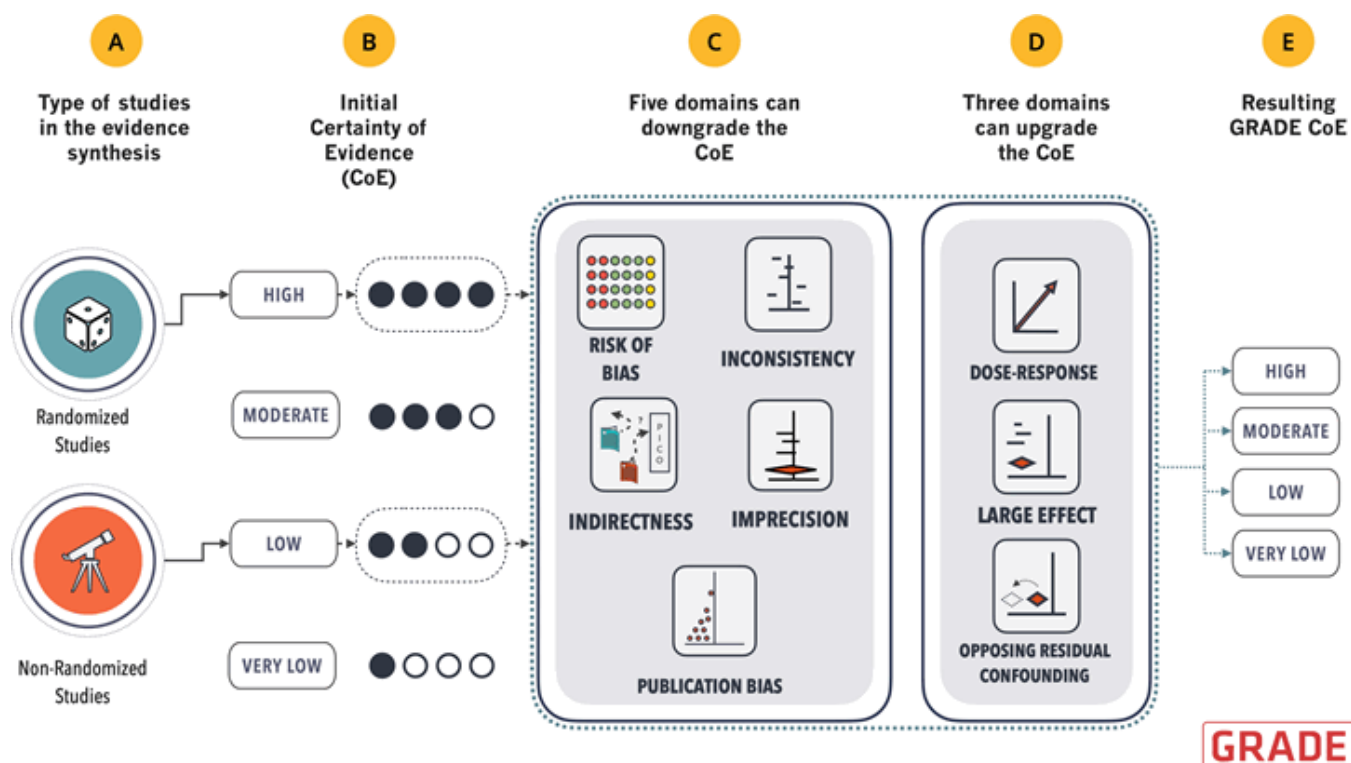 A
B
C
D
E
Type of studies
in the evidence
synthesis
Initial
Certainty of
Evidence
(CoE)
Five domains can
downgrade the
CoE
Three domains
can upgrade
the CoE
Resulting
GRADE CoE
Randomized
Studies
Non-Randomized
Studies
HIGH
MODERATE
LOW
VERY LOW
RISK OF
BIAS
INCONSISTENCY
?
P
I
C
O
INDIRECTNESS
IMPRECISION
PUBLICATION BIAS
DOSE-RESPONSE
LARGE EFFECT
OPPOSING RESIDUAL
CONFOUNDING
HIGH
MODERATE
LOW
VERY LOW
GRADE